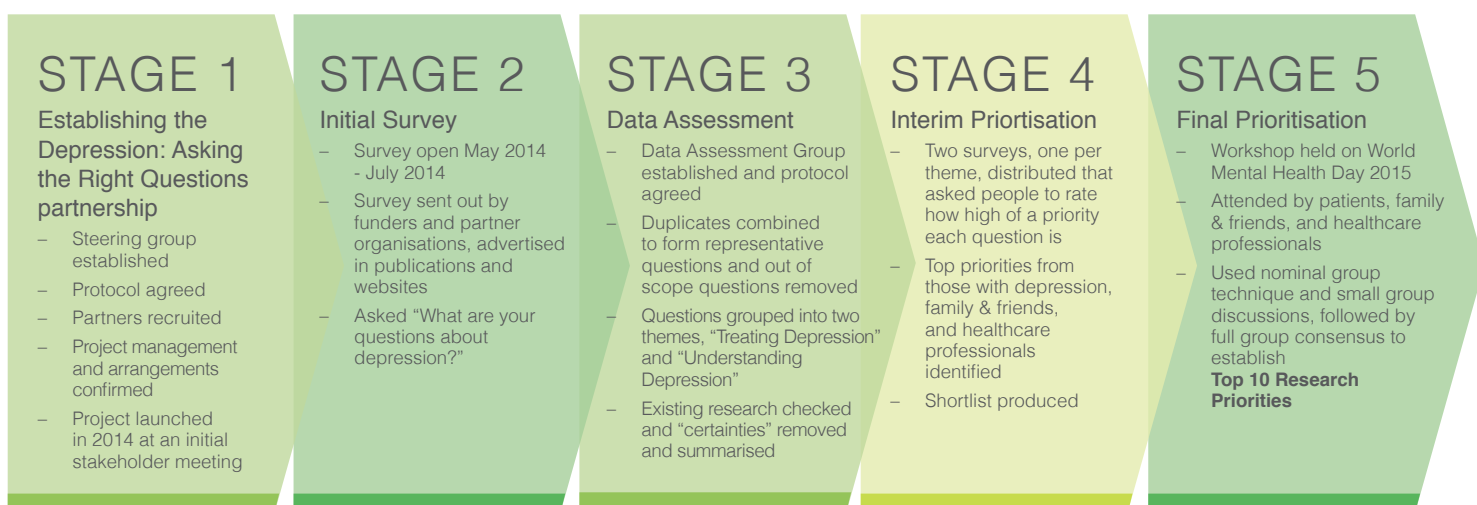 STAGE 1
Establishing the
Depression: Asking
the Right Questions
partnership
– Steering group
established
– Protocol agreed
– Partners recruited
– Project management
and arrangements
confirmed
– Project launched
in 2014 at an initial
stakeholder meeting
STAGE 2
Initial Survey
– Survey open May 2014
- July 2014
– Survey sent out by
funders and partner
organisations, advertised
in publications and
websites
– Asked “What are your
questions about
depression?”
STAGE 3
Data Assessment
– Data Assessment Group
established and protocol
agreed
– Duplicates combined
to form representative
questions and out of
scope questions removed
– Questions grouped into two
themes, “Treating Depression”
and “Understanding
Depression”
– Existing research checked
and “certainties” removed
and summarised
STAGE 4
Interim Priortisation
– Two surveys, one per
theme, distributed that
asked people to rate
how high of a priority
each question is
– Top priorities from
those with depression,
family & friends,
and healthcare
professionals
identified
– Shortlist produced
STAGE 5
Final Prioritisation
– Workshop held on World
Mental Health Day 2015
– Attended by patients, family
& friends, and healthcare
professionals
– Used nominal group
technique and small group
discussions, followed by
full group consensus to
establish
Top 10 Research
Priorities